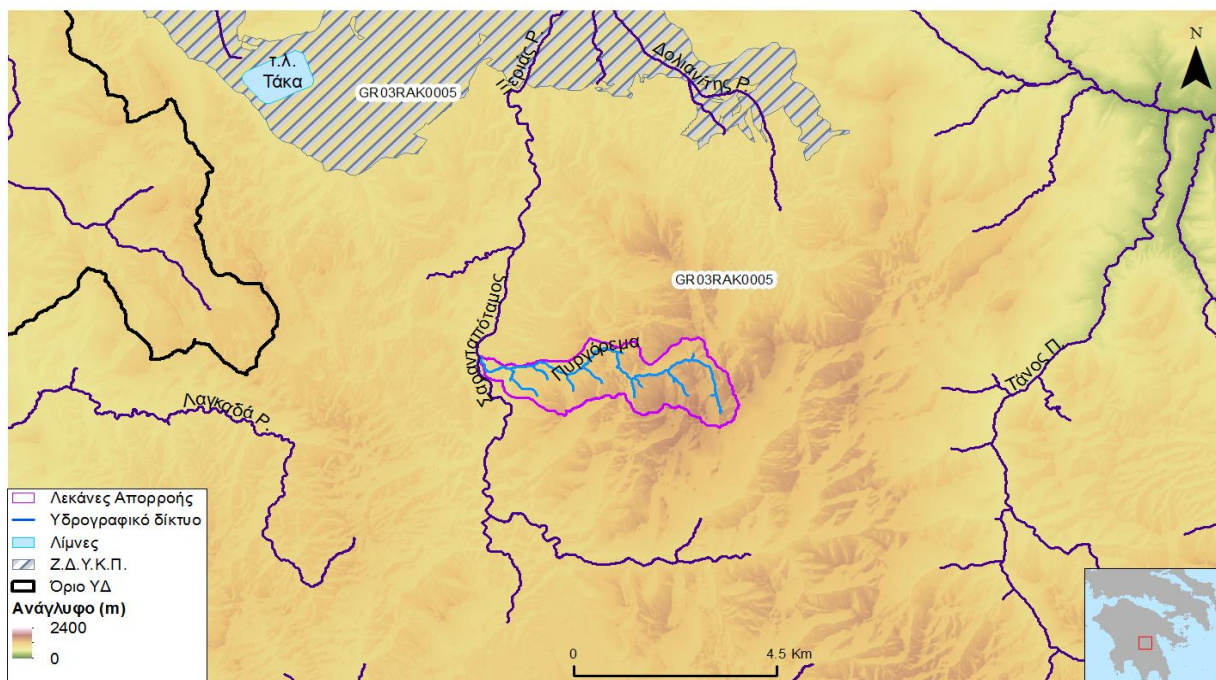 N
τ.λ.
Τάκα
GR03RAK0005
Ξεριάς Ρ.
Δολιανίτης Ρ.
GR03RAK0005
Σαρανταπόταμος
Πυργόρεμα
Τάνος Π.
Λαγκαδά Ρ.
Λεκάνες Απορροής
Υδρογραφικό δίκτυο
Λίμνες
Ζ.Δ.Υ.Κ.Π.
Όριο ΥΔ
Ανάγλυφο (m)
2400
0
0 4.5 Km